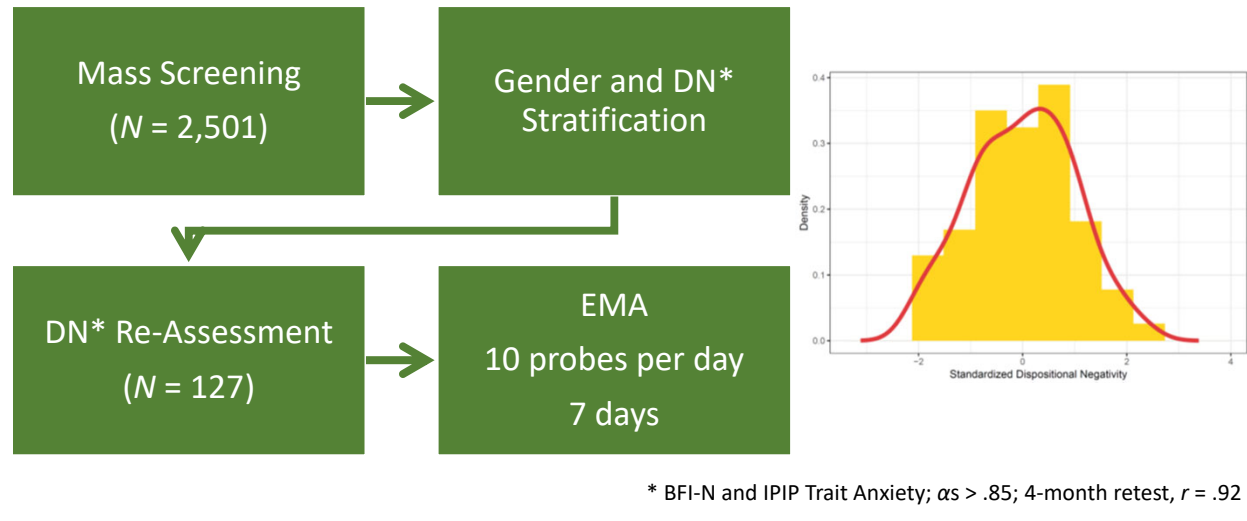 Mass Screening
(N = 2,501)
Gender and DN*
Stratification
DN* Re-Assessment
(N = 127)
EMA
10 probes per day
7 days
0.4
0.3
0.2
0.1
0.0
Density
−2
0
2
4
Standardized Dispositional Negativity
* BFI-N and IPIP Trait Anxiety; αs > .85; 4-month retest, r = .92